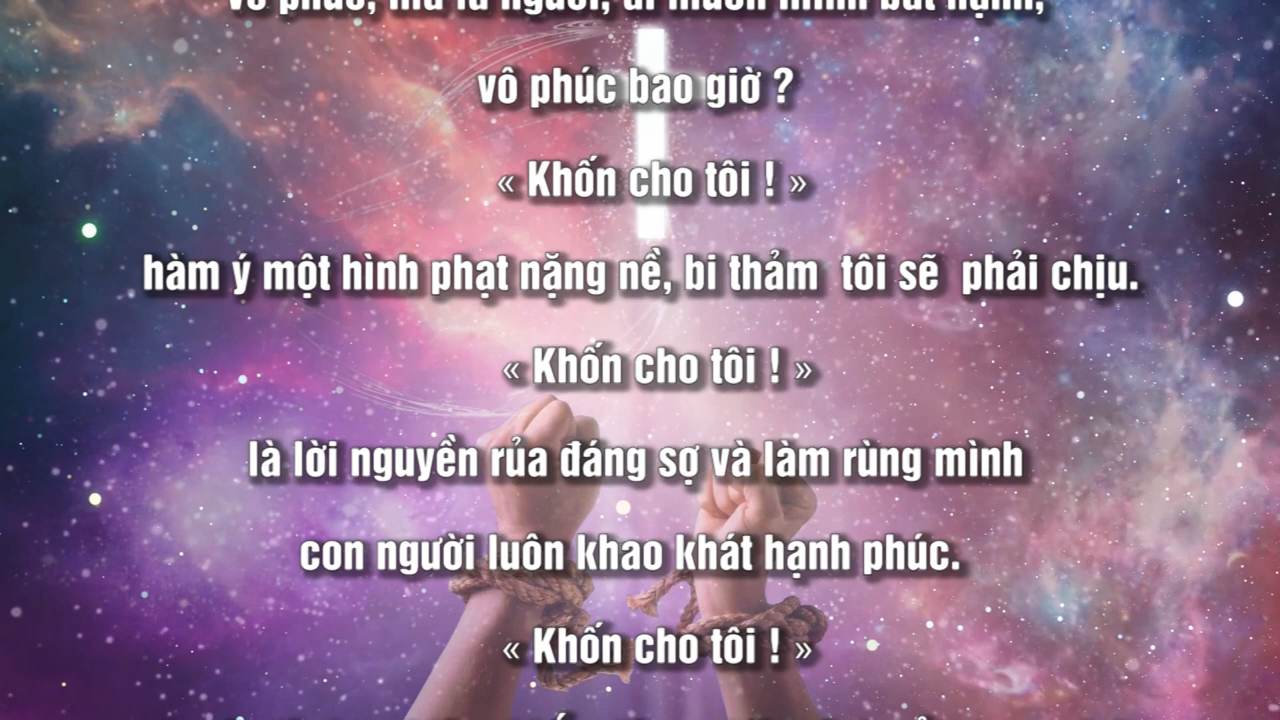 vô phúc, mà là người, ai muốn mình bất hạnh,
vô phúc bao giờ ?
« Khốn cho tôi ! »
hàm ý một hình phạt nặng nề, bi thảm tôi sẽ phải chịu.
« Khốn cho tôi ! »
là lời nguyền rủa đáng sợ và làm rùng mình
con người luôn khao khát hạnh phúc.
« Khốn cho tôi ! »